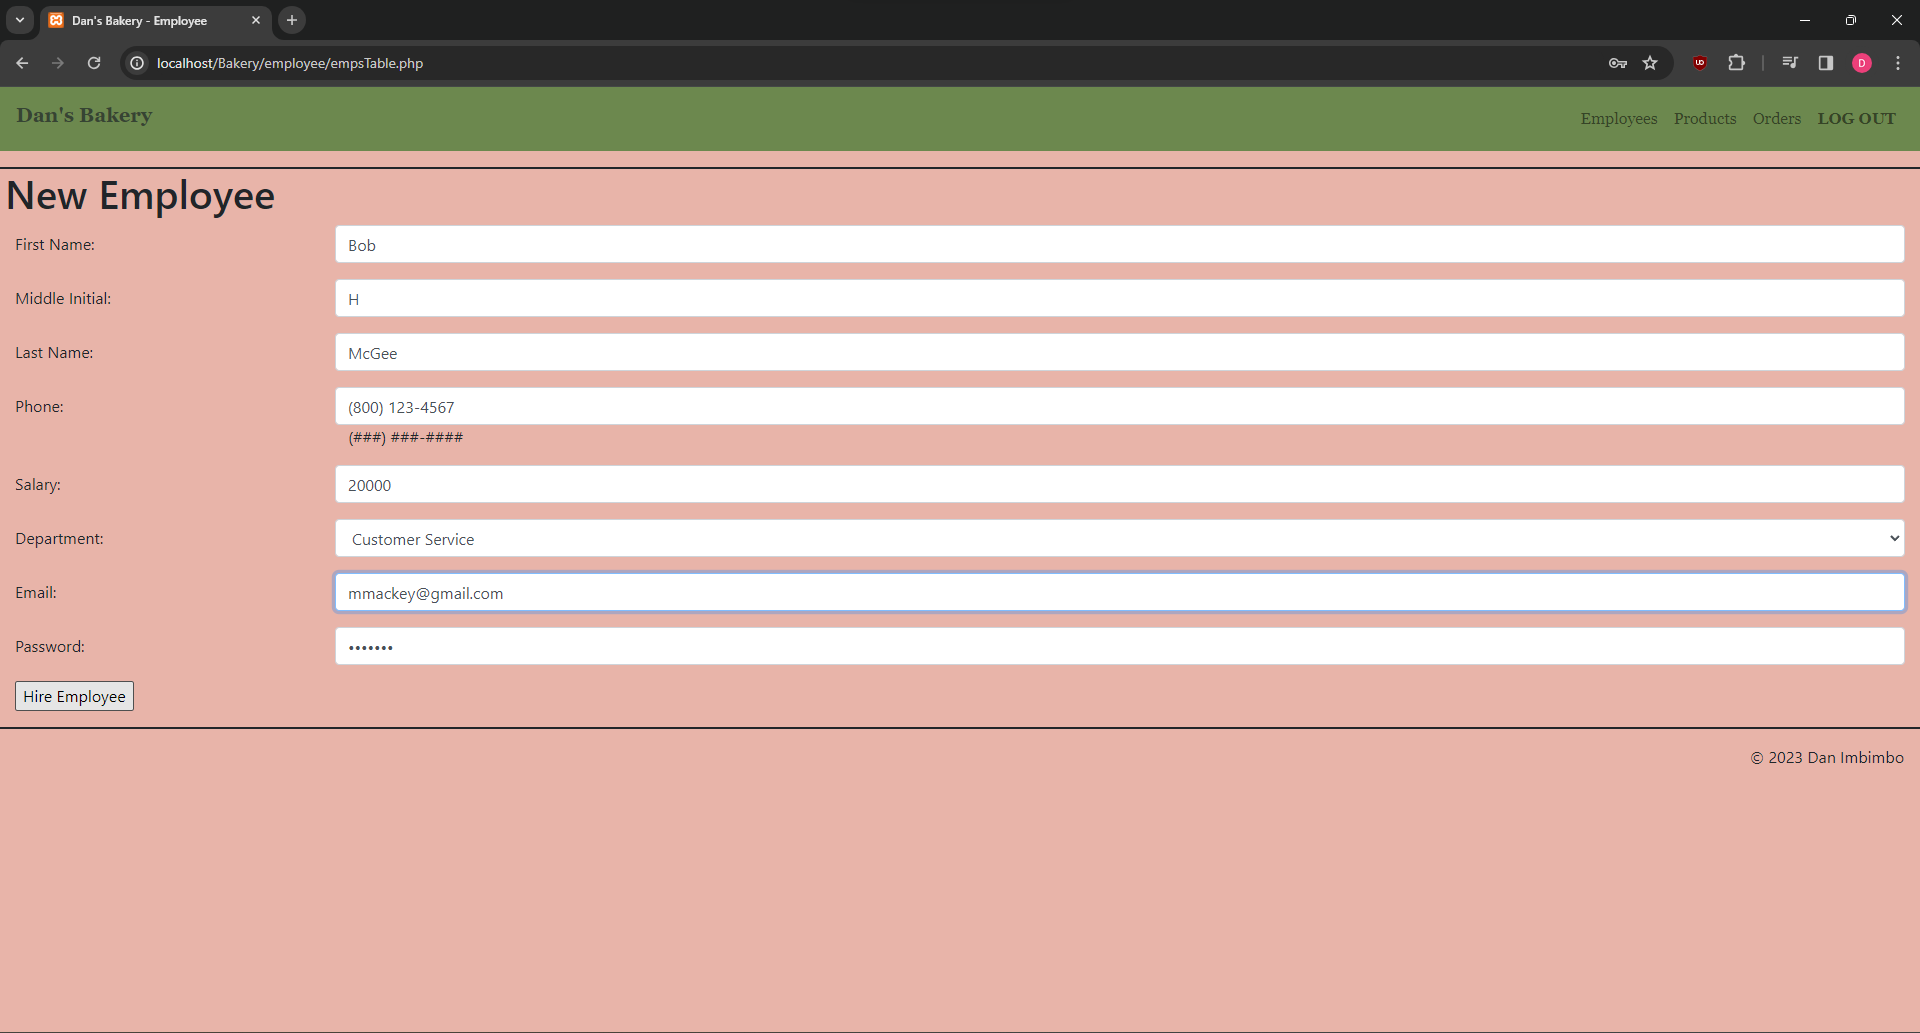 Dan's Bakery - Employee
localhost/Bakery/employee/empsTable.php
D
Dan's Bakery
Employees Products Orders LOG OUT
New Employee
First Name: Bob
Middle Initial: H
Last Name: McGee
Phone: (800) 123-4567
(###) ###-####
Salary: 20000
Department: Customer Service
Email: mmackey@gmail.com
Password: •••••••
Hire Employee
© 2023 Dan Imbimbo